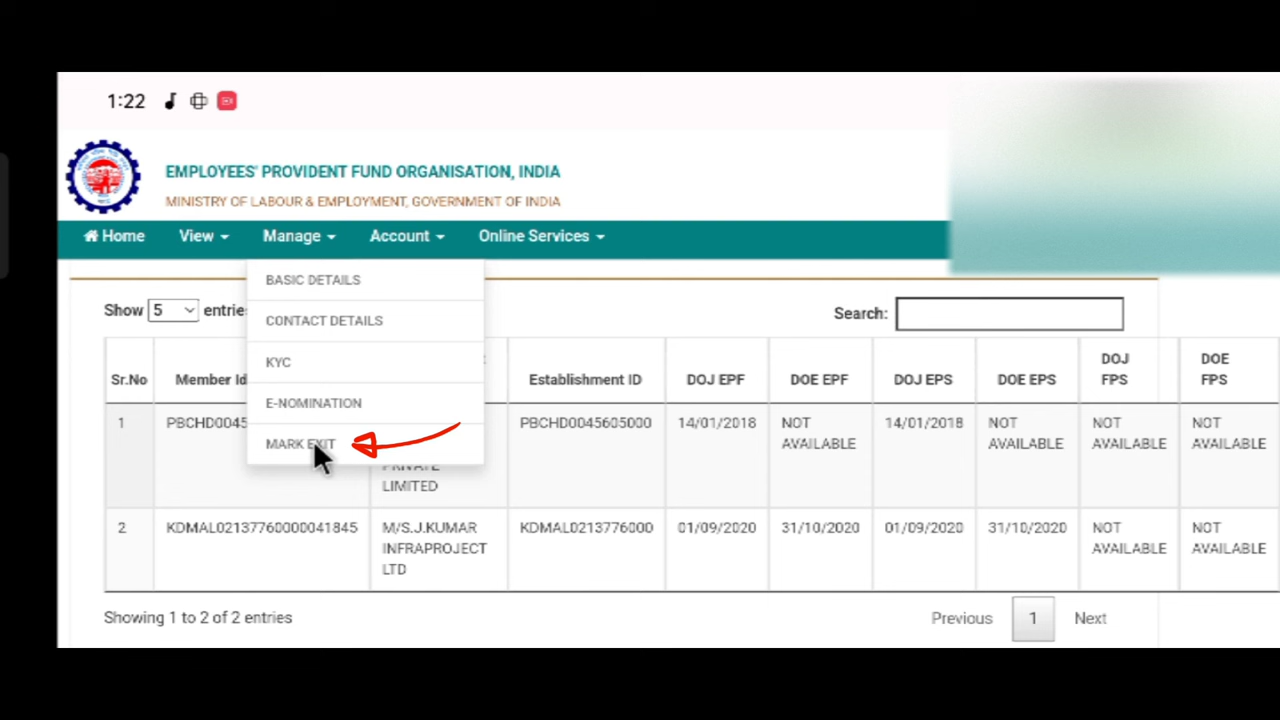 1:22
EMPLOYEES' PROVIDENT FUND ORGANISATION, INDIA
MINISTRY OF LABOUR & EMPLOYMENT, GOVERNMENT OF INDIA
Home View Manage Account Online Services
BASIC DETAILS
CONTACT DETAILS
KYC
E-NOMINATION
MARK EXIT
Show 5 entries Search:
Sr.No Member Id Establishment ID DOJ EPF DOE EPF DOJ EPS DOE EPS DOJ FPS DOE FPS
1 PBCHD0045 PBCHD0045605000 14/01/2018 NOT AVAILABLE 14/01/2018 NOT AVAILABLE NOT AVAILABLE NOT AVAILABLE
PRIVATE
LIMITED
2 KDMAL02137760000041845 M/S.J.KUMAR KDMAL0213776000 01/09/2020 31/10/2020 01/09/2020 31/10/2020 NOT NOT
INFRAPROJECT AVAILABLE AVAILABLE
LTD
Showing 1 to 2 of 2 entries Previous 1 Next